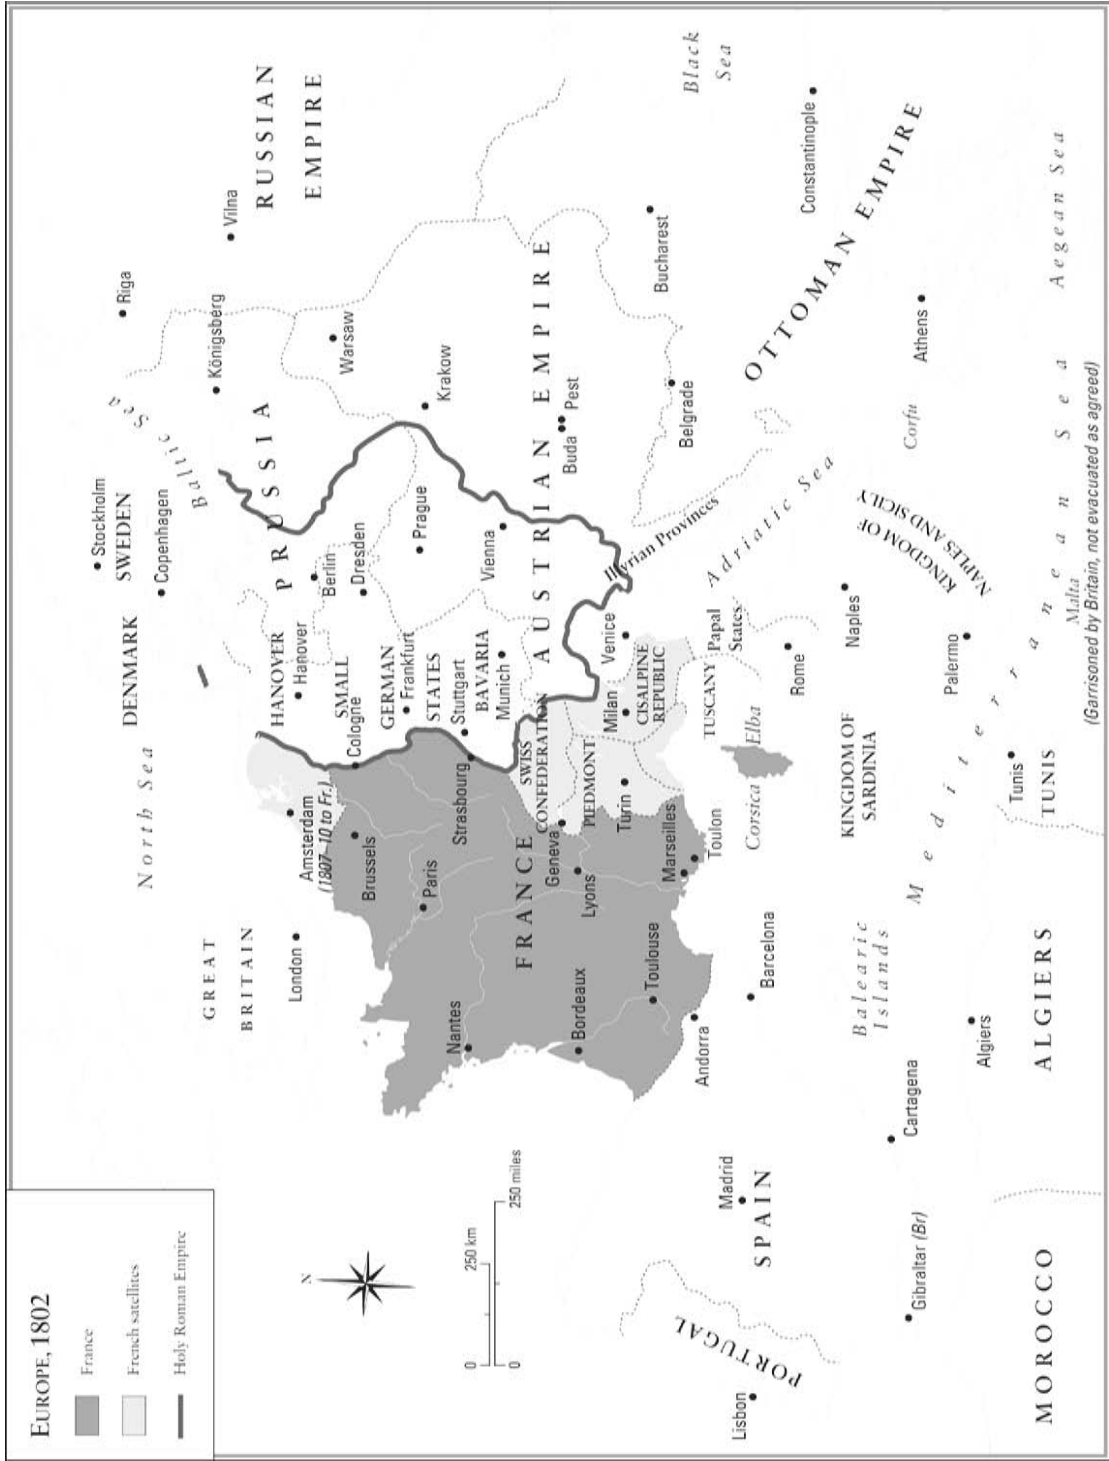 EUROPE, 1802
France
French satellites
Holy Roman Empire
N
0
250 km
0
250 miles
North Sea
GREAT
BRITAIN
London
DENMARK
SWEDEN
Stockholm
Copenhagen
Baltic Sea
Riga
Königsberg
Vilna
RUSSIAN
EMPIRE
PRUSSIA
Warsaw
Krakow
HANOVER
Hanover
Berlin
Dresden
SMALL
GERMAN
STATES
Cologne
Frankfurt
Stuttgart
BAVARIA
Munich
Prague
Vienna
AUSTRIAN EMPIRE
Buda
Pest
Amsterdam
(1807–10 to Fr.)
Brussels
Paris
Strasbourg
FRANCE
Nantes
Bordeaux
Toulouse
Lyons
Geneva
Marseilles
Toulon
SWISS
CONFEDERATION
PIEDMONT
Turin
Milan
CISALPINE
REPUBLIC
Venice
Illyrian Provinces
Adriatic Sea
TUSCANY
Papal
States
Rome
Elba
Corsica
KINGDOM OF
SARDINIA
Naples
KINGDOM OF
NAPLES AND SICILY
Palermo
Belgrade
Bucharest
Black
Sea
Constantinople
OTTOMAN EMPIRE
Athens
Corfu
Aegean Sea
Mediterranean Sea
Malta
(Garrisoned by Britain, not evacuated as agreed)
Andorra
Barcelona
Balearic
Islands
Madrid
SPAIN
PORTUGAL
Lisbon
Cartagena
Gibraltar (Br)
MOROCCO
Algiers
ALGIERS
Tunis
TUNIS